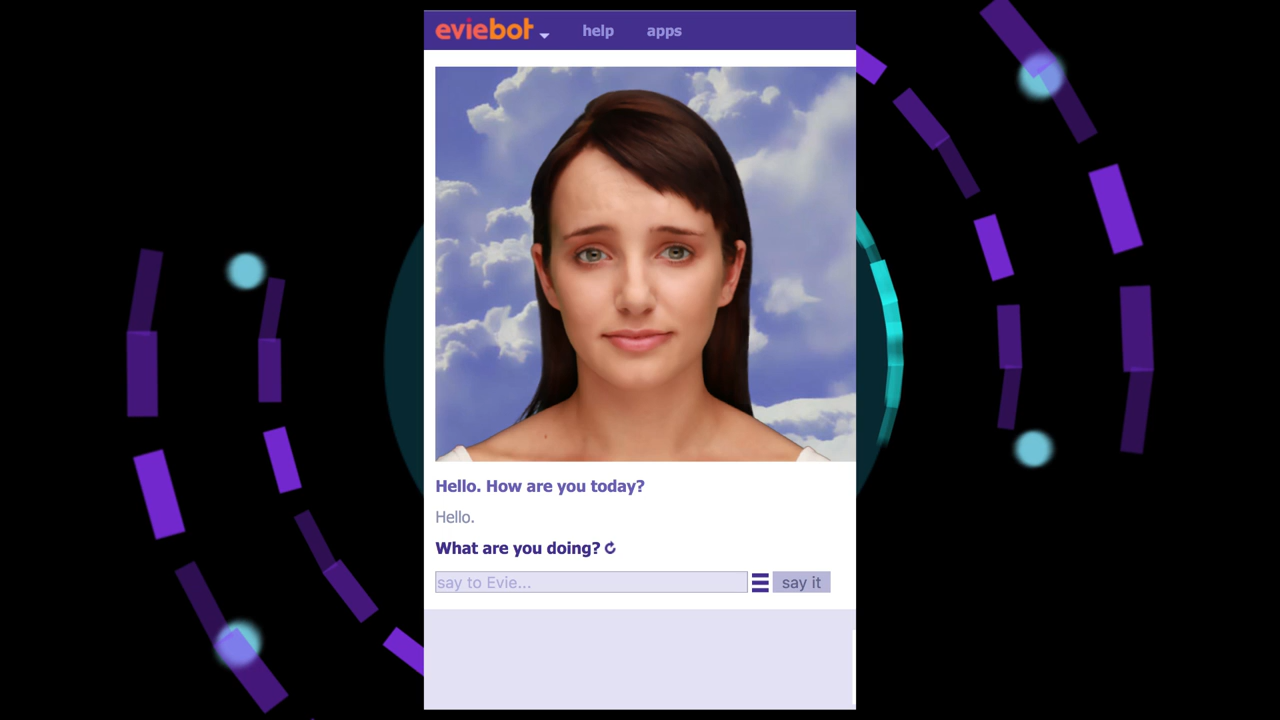 eviebot help apps
Hello. How are you today?
Hello.
What are you doing?
say to Evie... say it